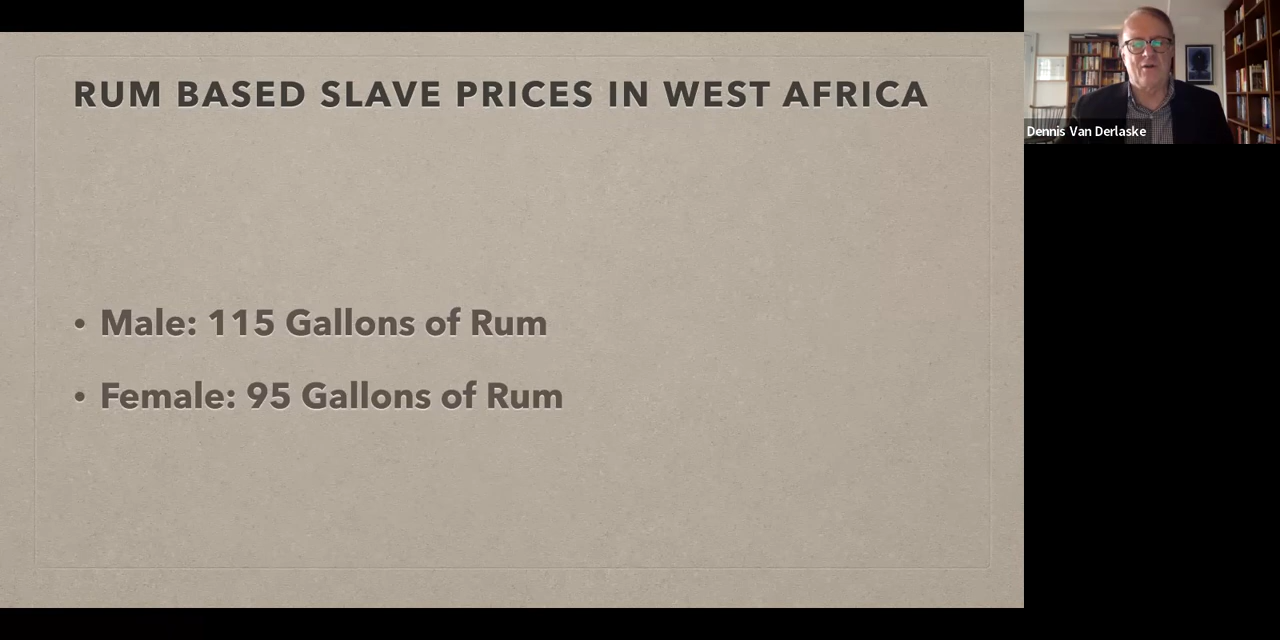 RUM BASED SLAVE PRICES IN WEST AFRICA
Dennis Van Derlaske
• Male: 115 Gallons of Rum
• Female: 95 Gallons of Rum